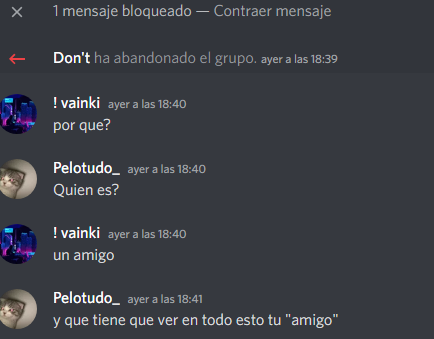 1 mensaje bloqueado — Contraer mensaje
Don't ha abandonado el grupo. ayer a las 18:39
! vainki ayer a las 18:40
por que?
Pelotudo_ ayer a las 18:40
Quien es?
! vainki ayer a las 18:40
un amigo
Pelotudo_ ayer a las 18:41
y que tiene que ver en todo esto tu "amigo"